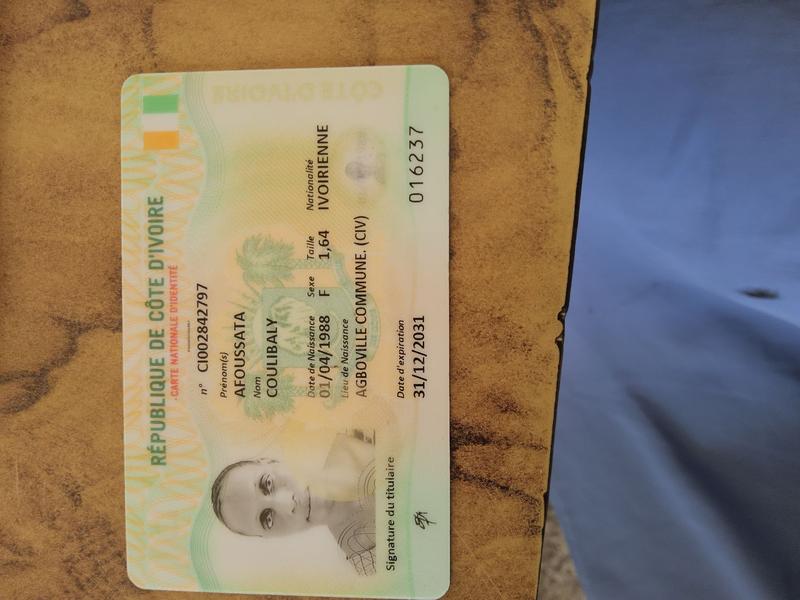 CÔTE D'IVOIRE
RÉPUBLIQUE DE CÔTE D'IVOIRE
CARTE NATIONALE D'IDENTITÉ
n° CI002842797
Prénom(s)
AFOUSSATA
Nom
COULIBALY
Date de Naissance Sexe Taille Nationalité
01/04/1988 F 1,64 IVOIRIENNE
Lieu de Naissance
AGBOVILLE COMMUNE. (CIV)
Date d'expiration
31/12/2031
016237
Signature du titulaire